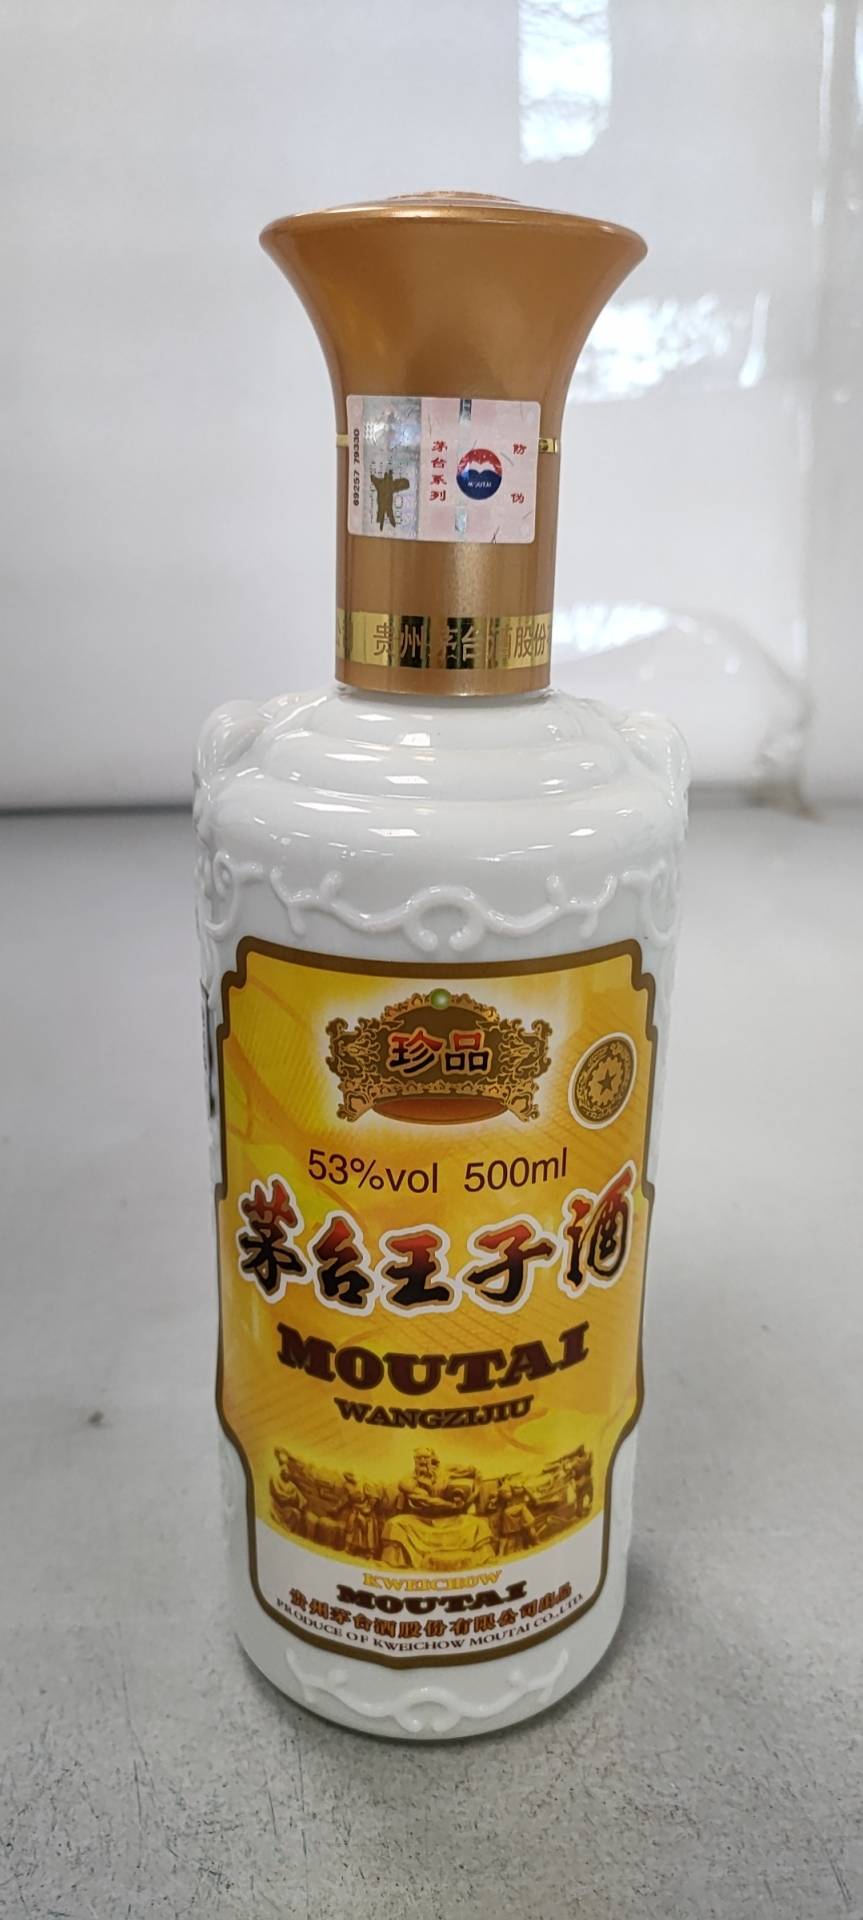 69257 79330
茅台系列
防伪
MOUTAI
贵州茅台酒股份
珍品
53%vol 500ml
茅台王子酒
MOUTAI
WANGZIJIU
KWEICHOW
MOUTAI
贵州茅台酒股份有限公司出品
PRODUCE OF KWEICHOW MOUTAI CO.,LTD.